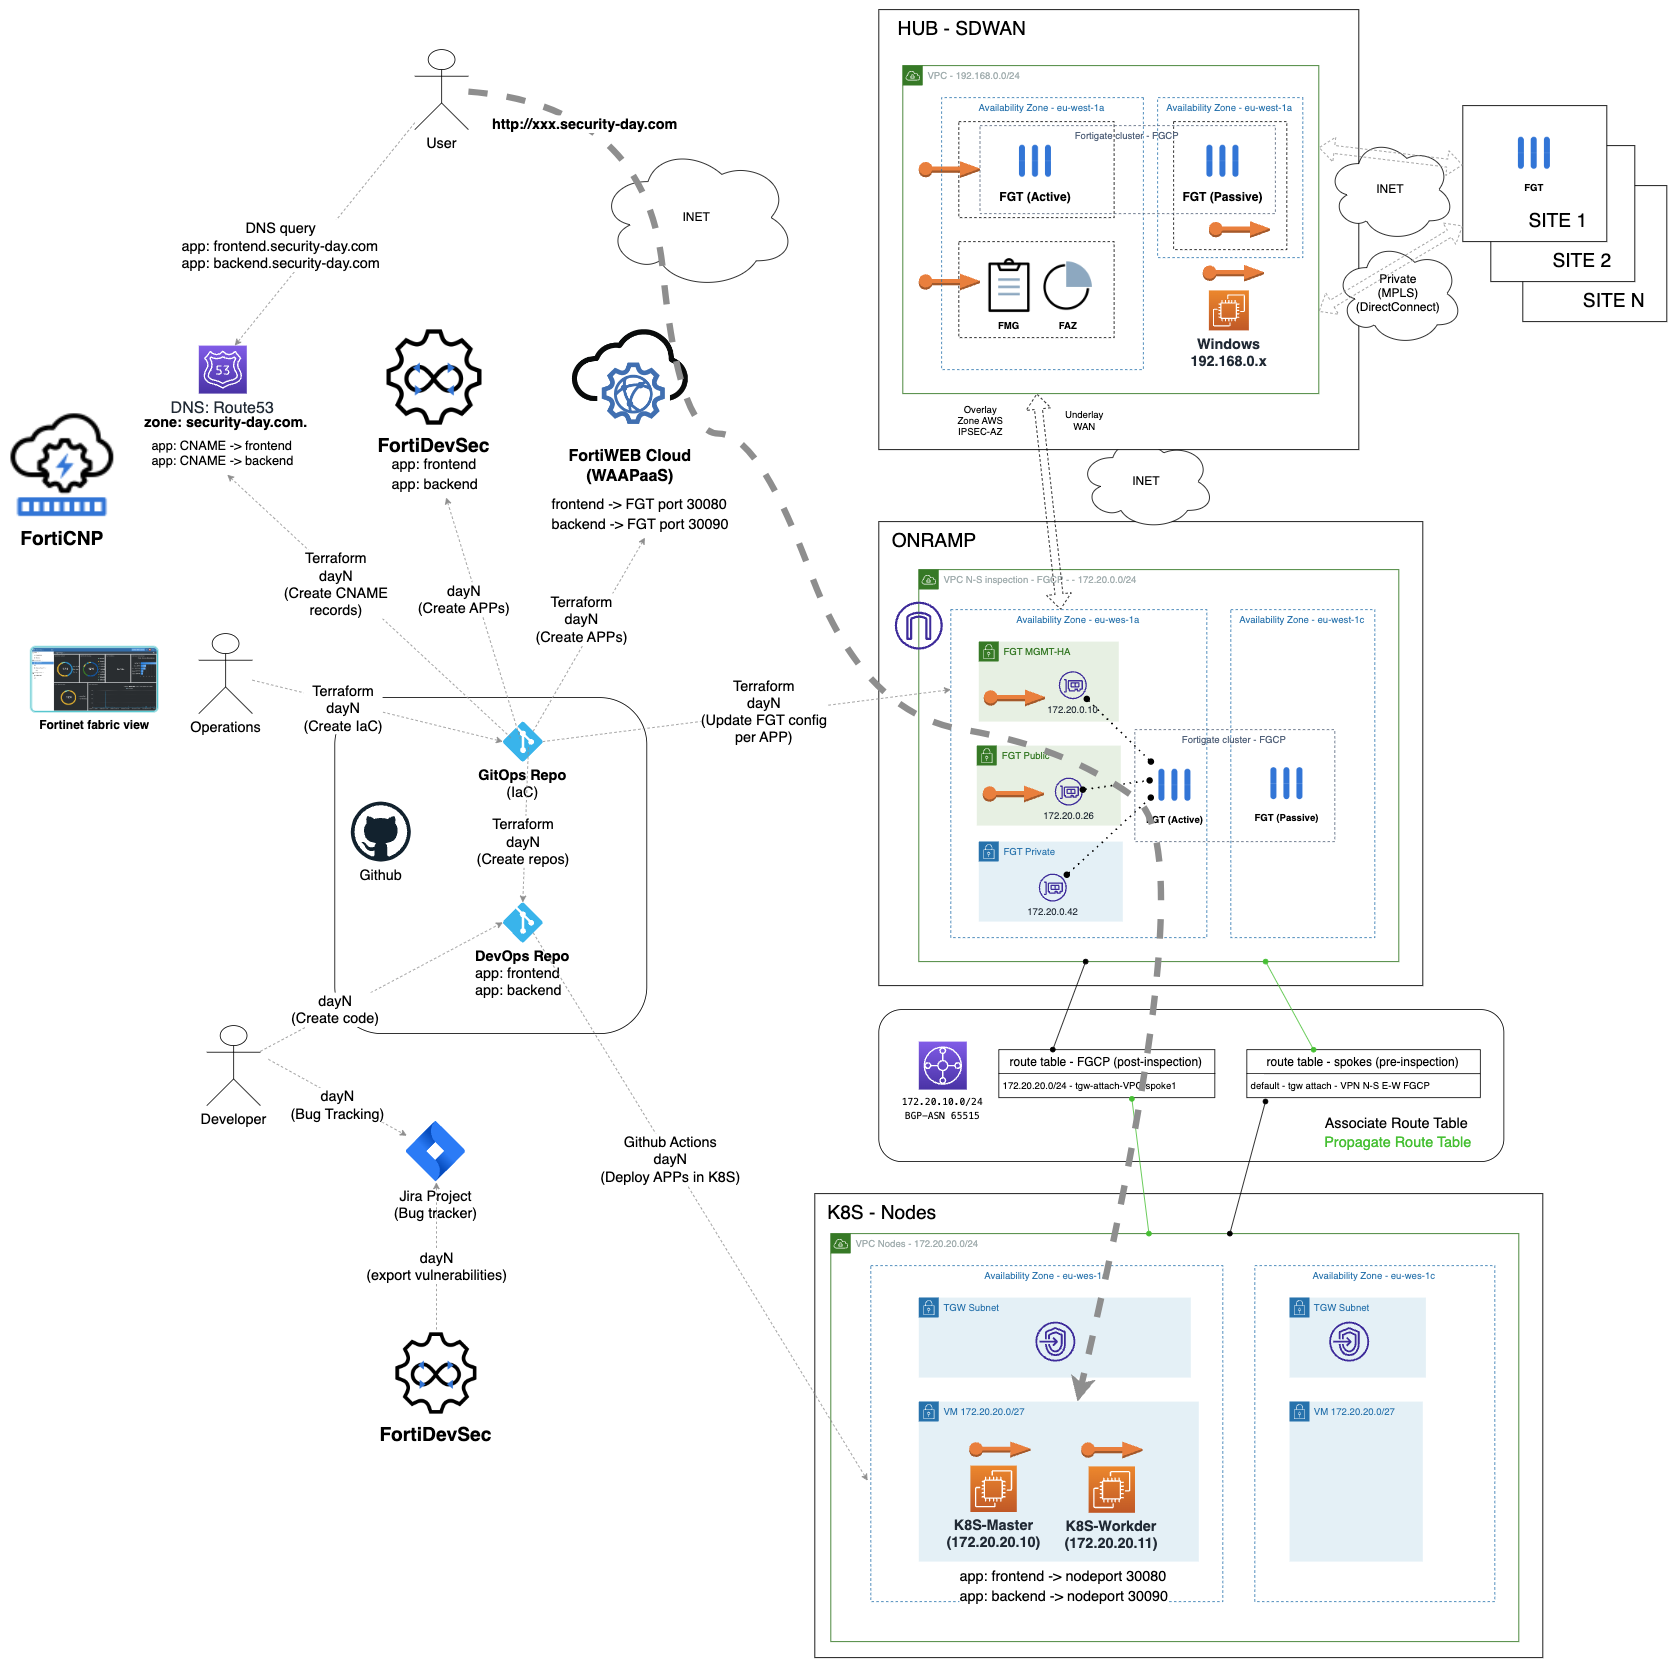 HUB - SDWAN
VPC - 192.168.0.0/24
Availability Zone - eu-west-1a
Availability Zone - eu-west-1a
Fortigate cluster - FGCP
FGT (Active)
FGT (Passive)
FMG
FAZ
Windows
192.168.0.x
INET
Private
(MPLS)
(DirectConnect)
FGT
SITE 1
SITE 2
SITE N
User
http://xxx.security-day.com
INET
DNS query
app: frontend.security-day.com
app: backend.security-day.com
53
DNS: Route53
zone: security-day.com.
app: CNAME -> frontend
app: CNAME -> backend
FortiCNP
FortiDevSec
app: frontend
app: backend
FortiWEB Cloud
(WAAPaaS)
frontend -> FGT port 30080
backend -> FGT port 30090
Overlay
Zone AWS
IPSEC-AZ
Underlay
WAN
INET
Terraform
dayN
(Create CNAME
records)
dayN
(Create APPs)
Terraform
dayN
(Create APPs)
Fortinet fabric view
Operations
Terraform
dayN
(Create IaC)
Terraform
dayN
(Update FGT config
per APP)
GitOps Repo
(IaC)
Terraform
dayN
(Create repos)
Github
DevOps Repo
app: frontend
app: backend
dayN
(Create code)
Developer
dayN
(Bug Tracking)
Jira Project
(Bug tracker)
dayN
(export vulnerabilities)
FortiDevSec
Github Actions
dayN
(Deploy APPs in K8S)
ONRAMP
VPC N-S inspection - FGCP - - 172.20.0.0/24
Availability Zone - eu-wes-1a
Availability Zone - eu-west-1c
FGT MGMT-HA
172.20.0.10
FGT Public
172.20.0.26
FGT Private
172.20.0.42
Fortigate cluster - FGCP
FGT (Active)
FGT (Passive)
172.20.10.0/24
BGP-ASN 65515
route table - FGCP (post-inspection)
172.20.20.0/24 - tgw-attach-VPC-spoke1
route table - spokes (pre-inspection)
default - tgw attach - VPN N-S E-W FGCP
Associate Route Table
Propagate Route Table
K8S - Nodes
VPC Nodes - 172.20.20.0/24
Availability Zone - eu-wes-1
Availability Zone - eu-wes-1c
TGW Subnet
TGW Subnet
VM 172.20.20.0/27
VM 172.20.20.0/27
K8S-Master
(172.20.20.10)
K8S-Workder
(172.20.20.11)
app: frontend -> nodeport 30080
app: backend -> nodeport 30090